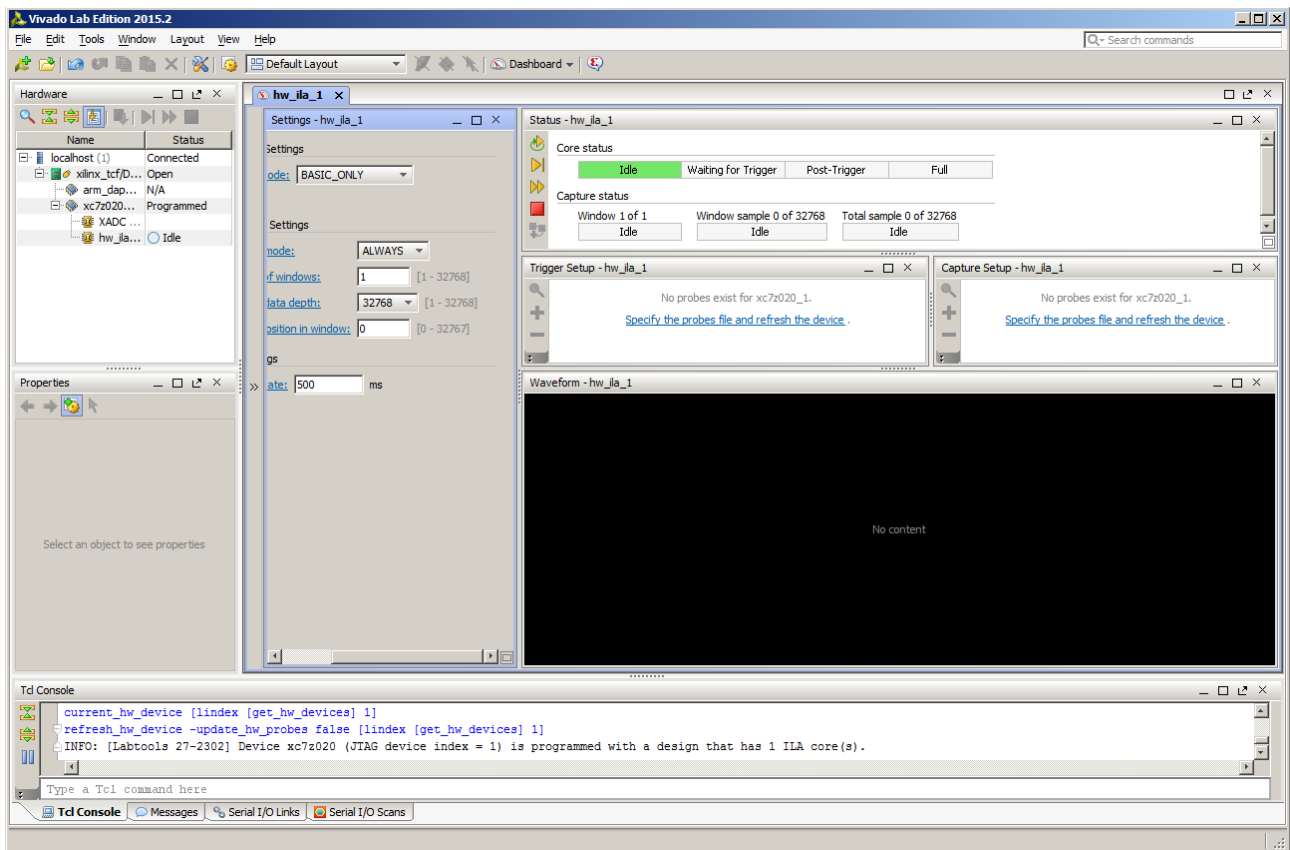 Vivado Lab Edition 2015.2
File Edit Tools Window Layout View Help
Search commands
Default Layout
Dashboard
Hardware
Name Status
localhost (1) Connected
xilinx_tcf/D... Open
arm_dap... N/A
xc7z020... Programmed
XADC ...
hw_ila... Idle
Properties
Select an object to see properties
hw_ila_1
Settings - hw_ila_1
Settings
ode: BASIC_ONLY
Settings
mode: ALWAYS
of windows: 1 [1 - 32768]
data depth: 32768 [1 - 32768]
osition in window: 0 [0 - 32767]
gs
ate: 500 ms
Status - hw_ila_1
Core status
Idle Waiting for Trigger Post-Trigger Full
Capture status
Window 1 of 1 Window sample 0 of 32768 Total sample 0 of 32768
Idle Idle Idle
Trigger Setup - hw_ila_1
No probes exist for xc7z020_1.
Specify the probes file and refresh the device .
Capture Setup - hw_ila_1
No probes exist for xc7z020_1.
Specify the probes file and refresh the device .
Waveform - hw_ila_1
No content
Tcl Console
current_hw_device [lindex [get_hw_devices] 1]
refresh_hw_device -update_hw_probes false [lindex [get_hw_devices] 1]
INFO: [Labtools 27-2302] Device xc7z020 (JTAG device index = 1) is programmed with a design that has 1 ILA core(s).
Type a Tcl command here
Tcl Console Messages Serial I/O Links Serial I/O Scans